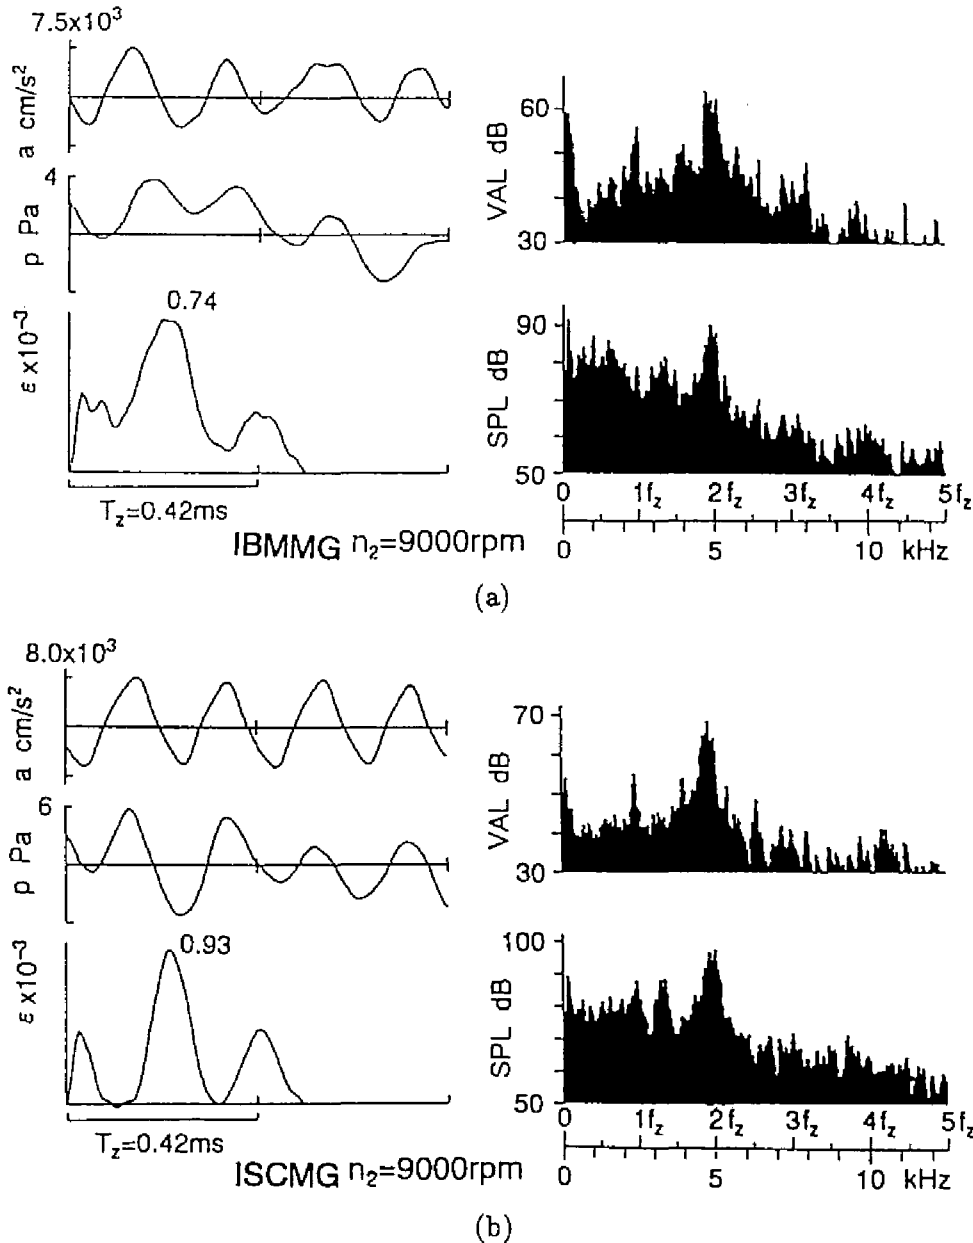 7.5x10³
a cm/s²
4
p Pa
0.74
ε x10⁻³
T_z=0.42ms
60
VAL dB
30
90
SPL dB
50
0 1f_z 2f_z 3f_z 4f_z 5f_z
0 5 10 kHz
IBMMG n₂=9000rpm
(a)
8.0x10³
a cm/s²
6
p Pa
0.93
ε x10⁻³
T_z=0.42ms
70
VAL dB
30
100
SPL dB
50
0 1f_z 2f_z 3f_z 4f_z 5f_z
0 5 10 kHz
ISCMG n₂=9000rpm
(b)